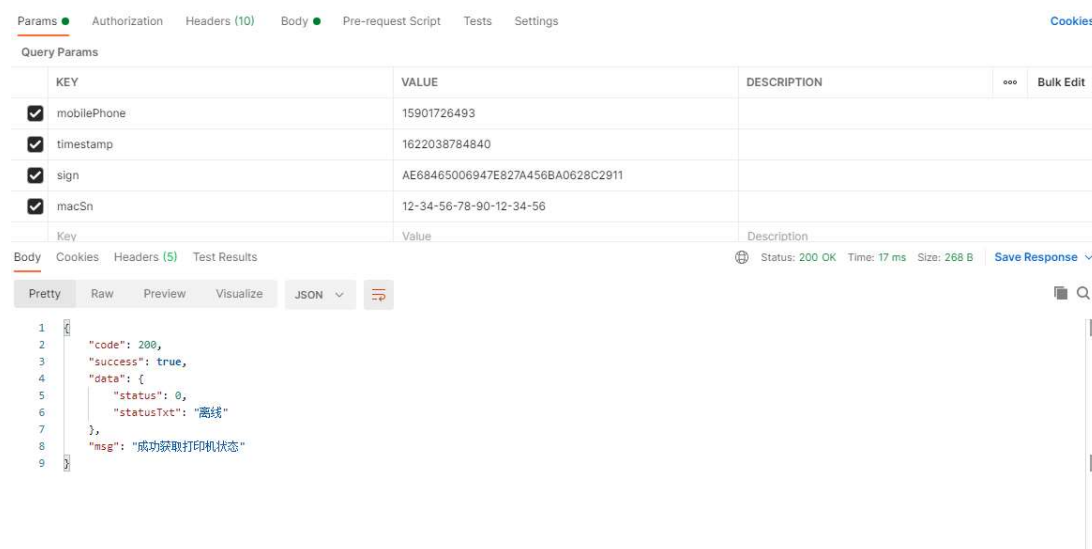 Params Authorization Headers (10) Body Pre-request Script Tests Settings Cookies
Query Params
KEY VALUE DESCRIPTION ooo Bulk Edit
mobilePhone 15901726493
timestamp 1622038784840
sign AE68465006947E827A456BA0628C2911
macSn 12-34-56-78-90-12-34-56
Key Value Description
Body Cookies Headers (5) Test Results Status: 200 OK Time: 17 ms Size: 268 B Save Response
Pretty Raw Preview Visualize JSON
1 {
2 "code": 200,
3 "success": true,
4 "data": {
5 "status": 0,
6 "statusTxt": "离线"
7 },
8 "msg": "成功获取打印机状态"
9 }